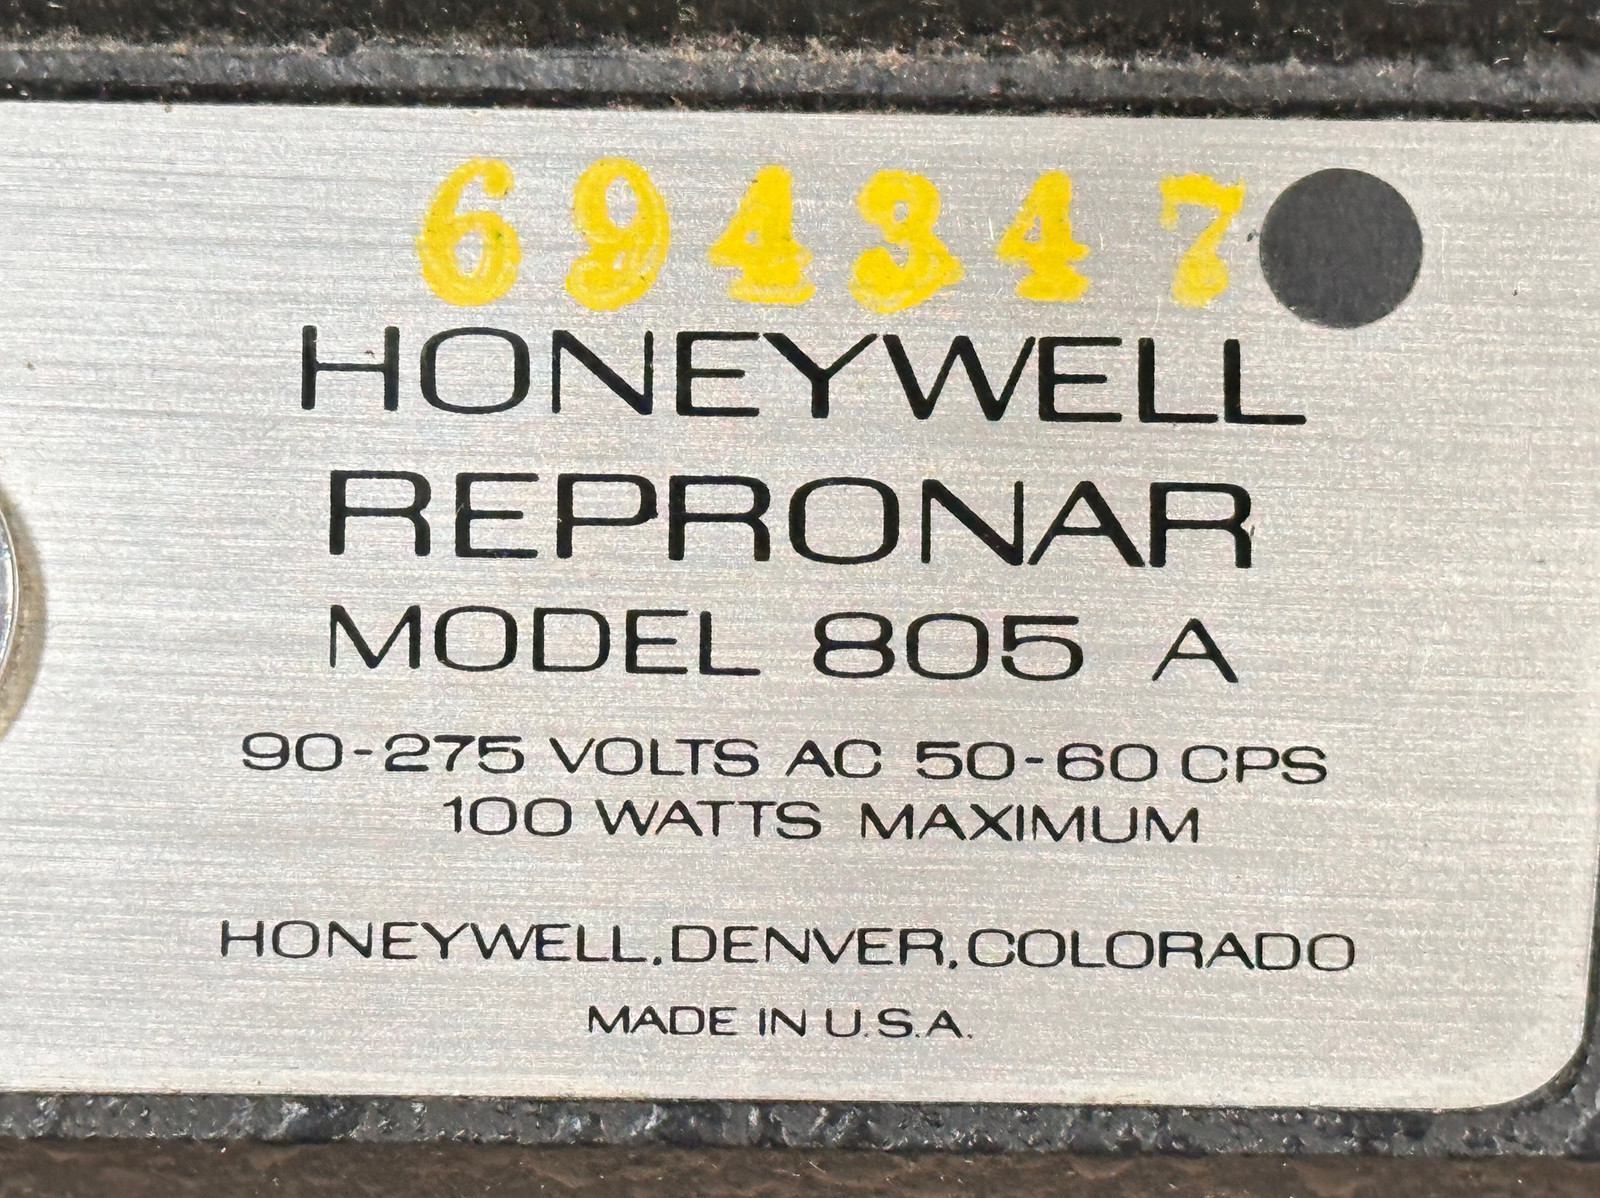 694347
HONEYWELL
REPRONAR
MODEL 805 A
90-275 VOLTS AC 50-60 CPS
100 WATTS MAXIMUM
HONEYWELL, DENVER, COLORADO
MADE IN U.S.A.